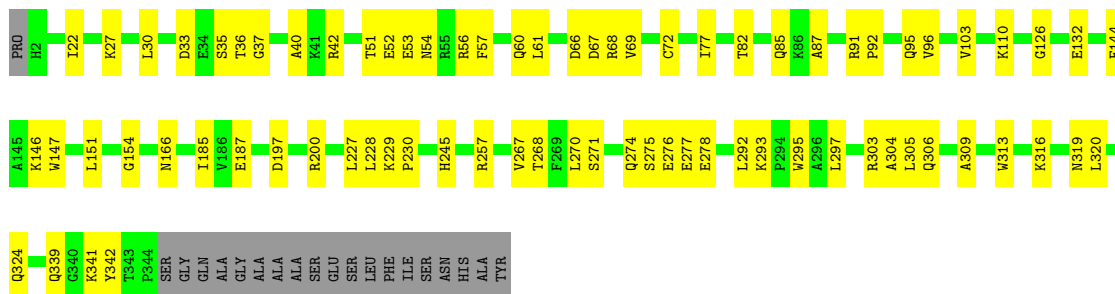 PRO H2 I22 K27 L30 D33 E34 S35 T36 G37 A40 K41 R42 T51 E52 E53 N54 R55 R56 F57 Q60 L61 D66 D67 R68 V69 C72 I77 T82 Q85 K86 A87 R91 P92 Q95 V96 V103 K110 G126 E132 E144
A145 K146 W147 L151 G154 N166 I185 V186 E187 D197 R200 L227 L228 K229 P230 H245 R257 V267 T268 F269 L270 S271 Q274 S275 E276 E277 E278 L292 K293 P294 W295 A296 L297 R303 A304 L305 Q306 A309 W313 K316 N319 L320
Q324 Q339 G340 K341 Y342 T343 P344 SER GLY GLN ALA GLY ALA ALA ALA SER GLU SER LEU PHE ILE SER ASN HIS ALA TYR